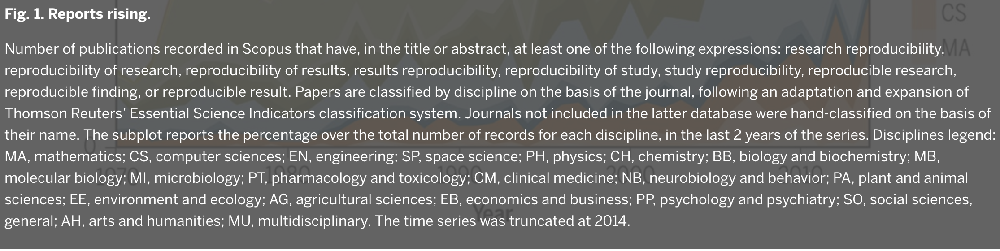 Fig. 1. Reports rising.
Number of publications recorded in Scopus that have, in the title or abstract, at least one of the following expressions: research reproducibility,
reproducibility of research, reproducibility of results, results reproducibility, reproducibility of study, study reproducibility, reproducible research,
reproducible finding, or reproducible result. Papers are classified by discipline on the basis of the journal, following an adaptation and expansion of
Thomson Reuters’ Essential Science Indicators classification system. Journals not included in the latter database were hand-classified on the basis of
their name. The subplot reports the percentage over the total number of records for each discipline, in the last 2 years of the series. Disciplines legend:
MA, mathematics; CS, computer sciences; EN, engineering; SP, space science; PH, physics; CH, chemistry; BB, biology and biochemistry; MB,
molecular biology; MI, microbiology; PT, pharmacology and toxicology; CM, clinical medicine; NB, neurobiology and behavior; PA, plant and animal
sciences; EE, environment and ecology; AG, agricultural sciences; EB, economics and business; PP, psychology and psychiatry; SO, social sciences,
general; AH, arts and humanities; MU, multidisciplinary. The time series was truncated at 2014.
CS
MA
0
1970 1980 1990 2000 2010
Year